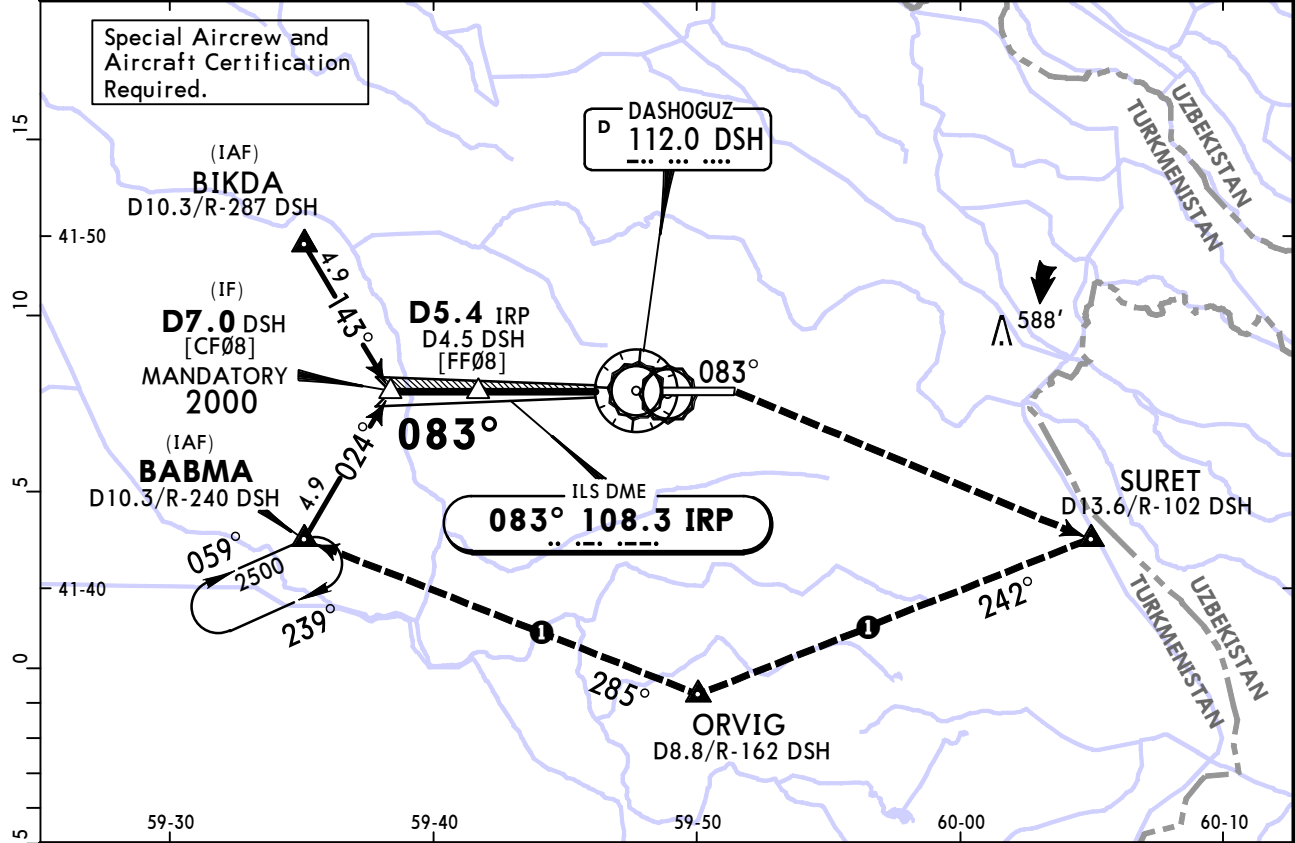 Special Aircrew and
Aircraft Certification
Required.
DASHOGUZ
D
112.0 DSH
UZBEKISTAN
TURKMENISTAN
15
(IAF)
BIKDA
D10.3/R-287 DSH
41-50
4.9
143°
(IF)
D7.0 DSH
[CFØ8]
MANDATORY
2000
D5.4 IRP
D4.5 DSH
[FFØ8]
10
588'
083°
083°
(IAF)
BABMA
D10.3/R-240 DSH
4.9
024°
5
ILS DME
083° 108.3 IRP
SURET
D13.6/R-102 DSH
059°
2500
239°
41-40
1
1
242°
285°
UZBEKISTAN
TURKMENISTAN
0
ORVIG
D8.8/R-162 DSH
5
59-30
59-40
59-50
60-00
60-10